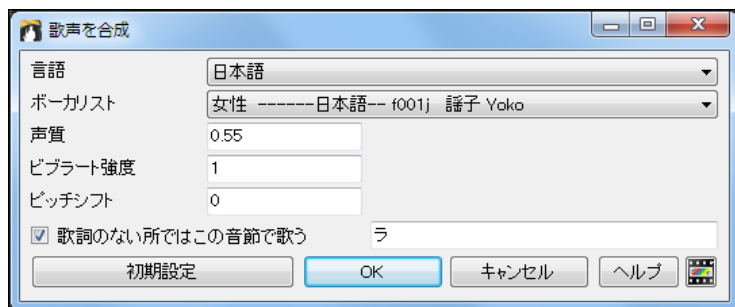 歌声を合成
言語 日本語
ボーカリスト 女性 ------日本語-- f001j 謡子 Yoko
声質 0.55
ビブラート強度 1
ピッチシフト 0
歌詞のない所ではこの音節で歌う ラ
初期設定 OK キャンセル ヘルプ